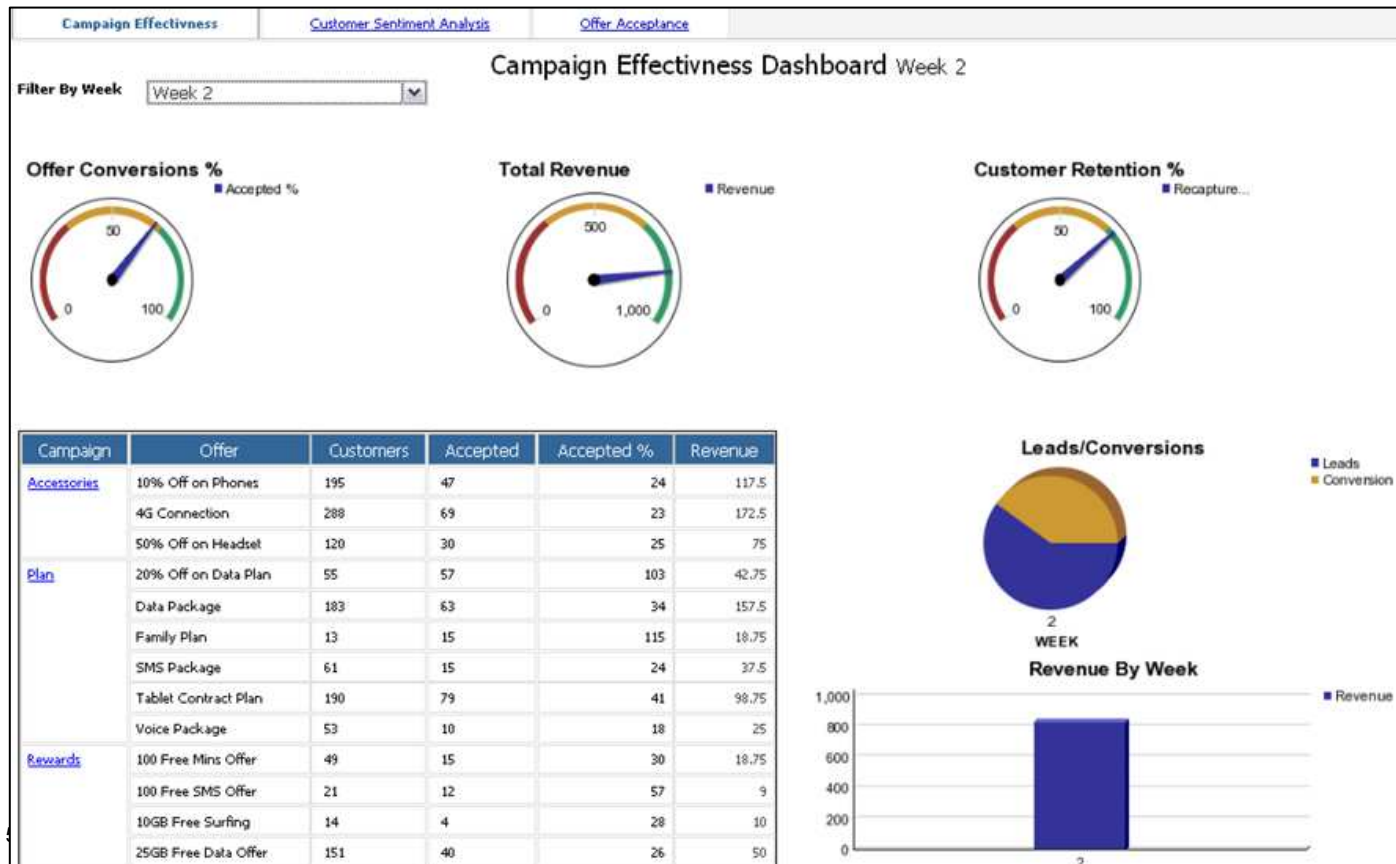 Campaign Effectivness Customer Sentiment Analysis Offer Acceptance
Campaign Effectivness Dashboard Week 2
Filter By Week Week 2
Offer Conversions %
Accepted %
50
0 100
Total Revenue
Revenue
500
0 1,000
Customer Retention %
Recapture...
50
0 100
Campaign Offer Customers Accepted Accepted % Revenue
Accessories 10% Off on Phones 195 47 24 117.5
4G Connection 288 69 23 172.5
50% Off on Headset 120 30 25 75
Plan 20% Off on Data Plan 55 57 103 42.75
Data Package 183 63 34 157.5
Family Plan 13 15 115 18.75
SMS Package 61 15 24 37.5
Tablet Contract Plan 190 79 41 98.75
Voice Package 53 10 18 25
Rewards 100 Free Mins Offer 49 15 30 18.75
100 Free SMS Offer 21 12 57 9
10GB Free Surfing 14 4 28 10
25GB Free Data Offer 151 40 26 50
Leads/Conversions
Leads
Conversion
2
WEEK
Revenue By Week
Revenue
1,000
800
600
400
200
0
2